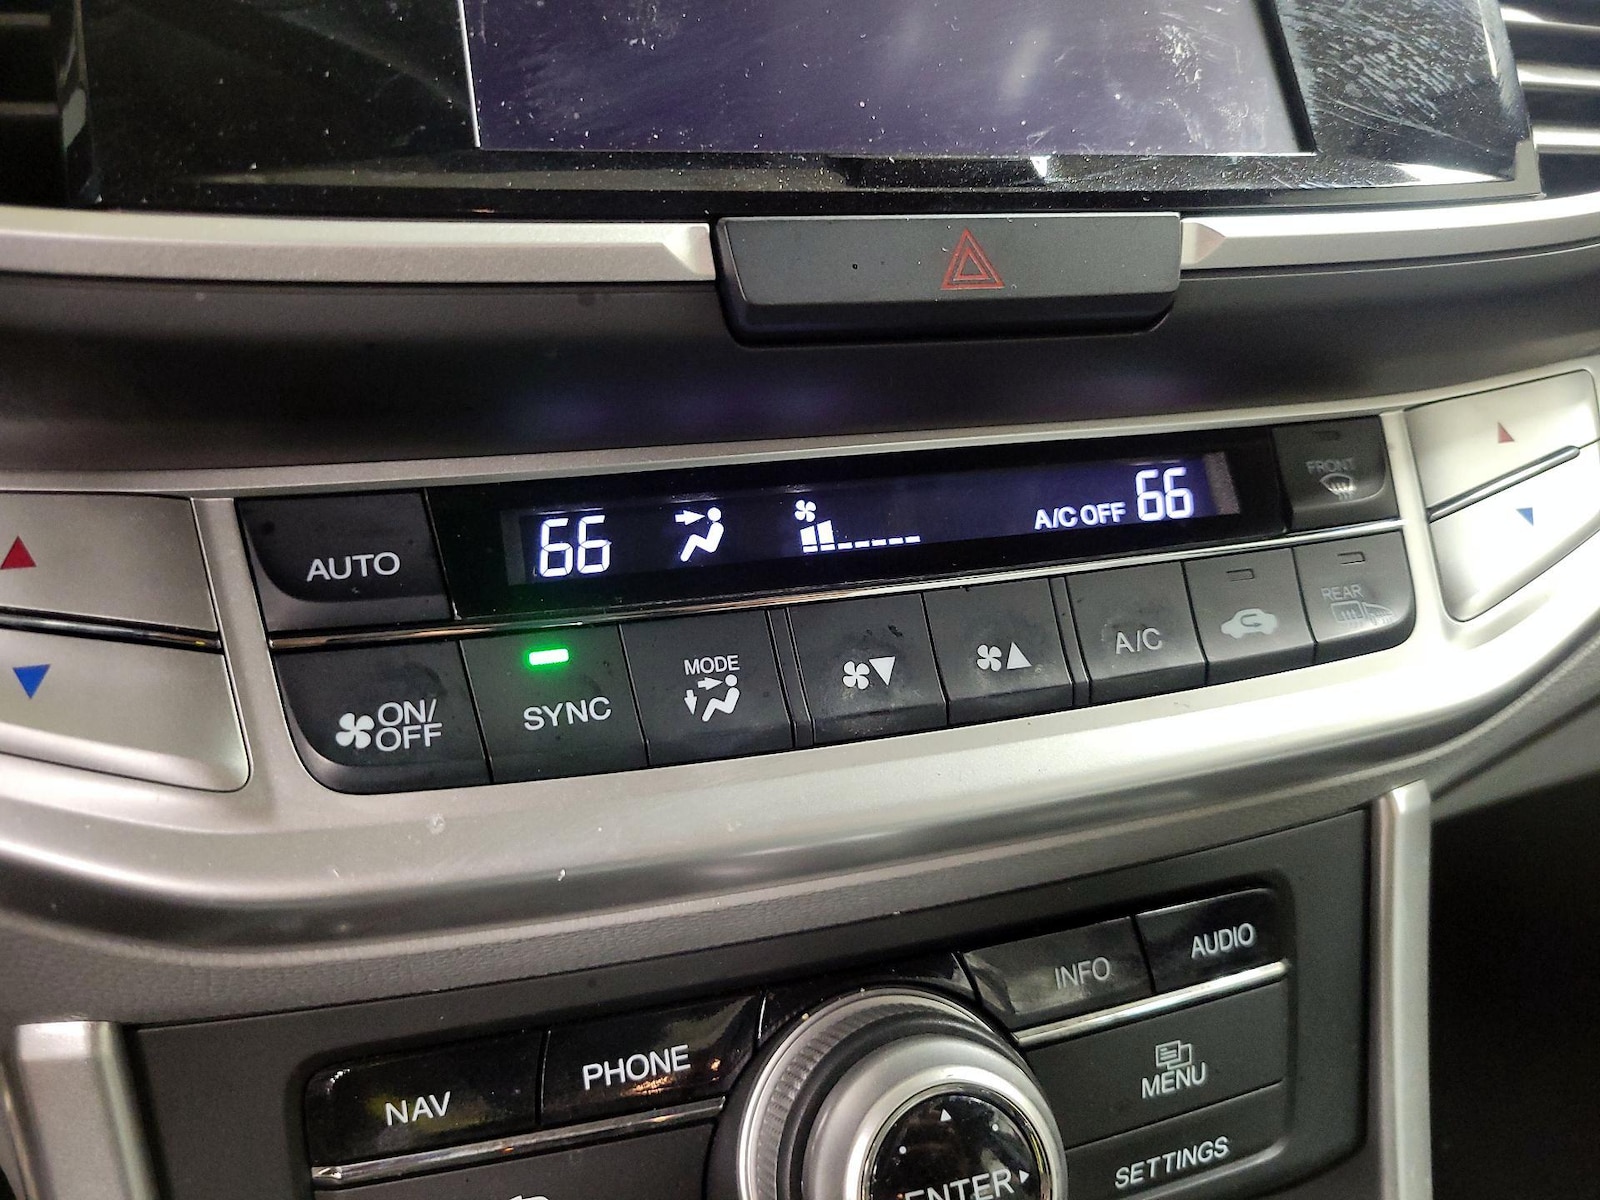 FRONT
66
A/C OFF 66
AUTO
REAR
MODE
A/C
ON/
OFF
SYNC
AUDIO
INFO
PHONE
NAV
MENU
SETTINGS
ENTER